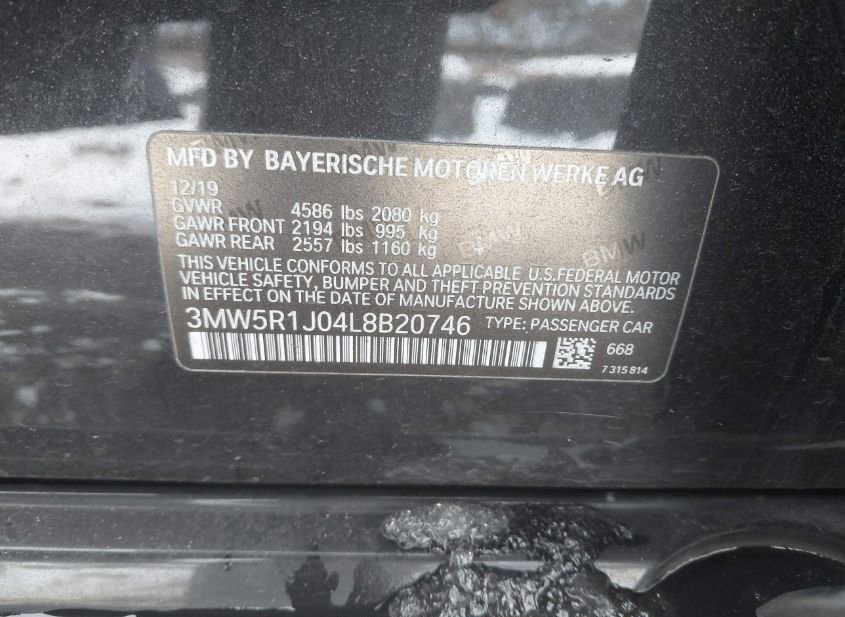 MFD BY BAYERISCHE MOTOREN WERKE AG
12/19
GVWR 4586 lbs 2080 kg
GAWR FRONT 2194 lbs 995 kg
GAWR REAR 2557 lbs 1160 kg
THIS VEHICLE CONFORMS TO ALL APPLICABLE U.S.FEDERAL MOTOR
VEHICLE SAFETY, BUMPER AND THEFT PREVENTION STANDARDS
IN EFFECT ON THE DATE OF MANUFACTURE SHOWN ABOVE.
3MW5R1J04L8B20746 TYPE: PASSENGER CAR
668
7 315 814
BMW